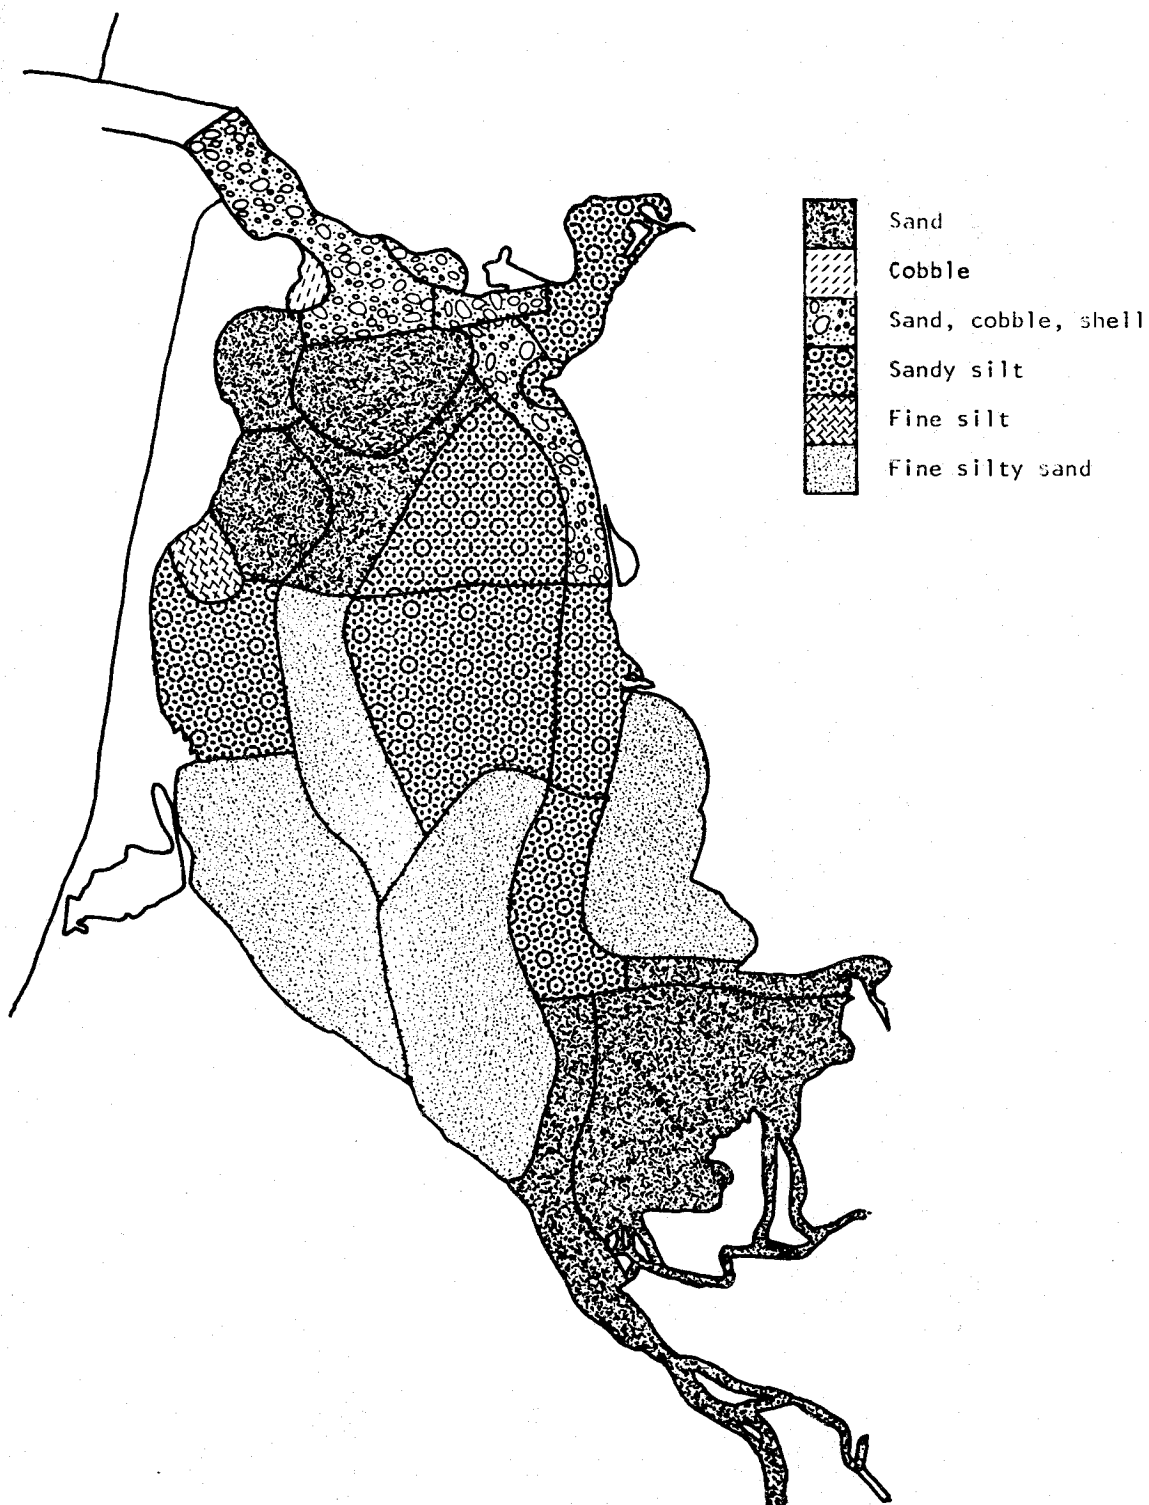 Sand
Cobble
Sand, cobble, shell
Sandy silt
Fine silt
Fine silty sand